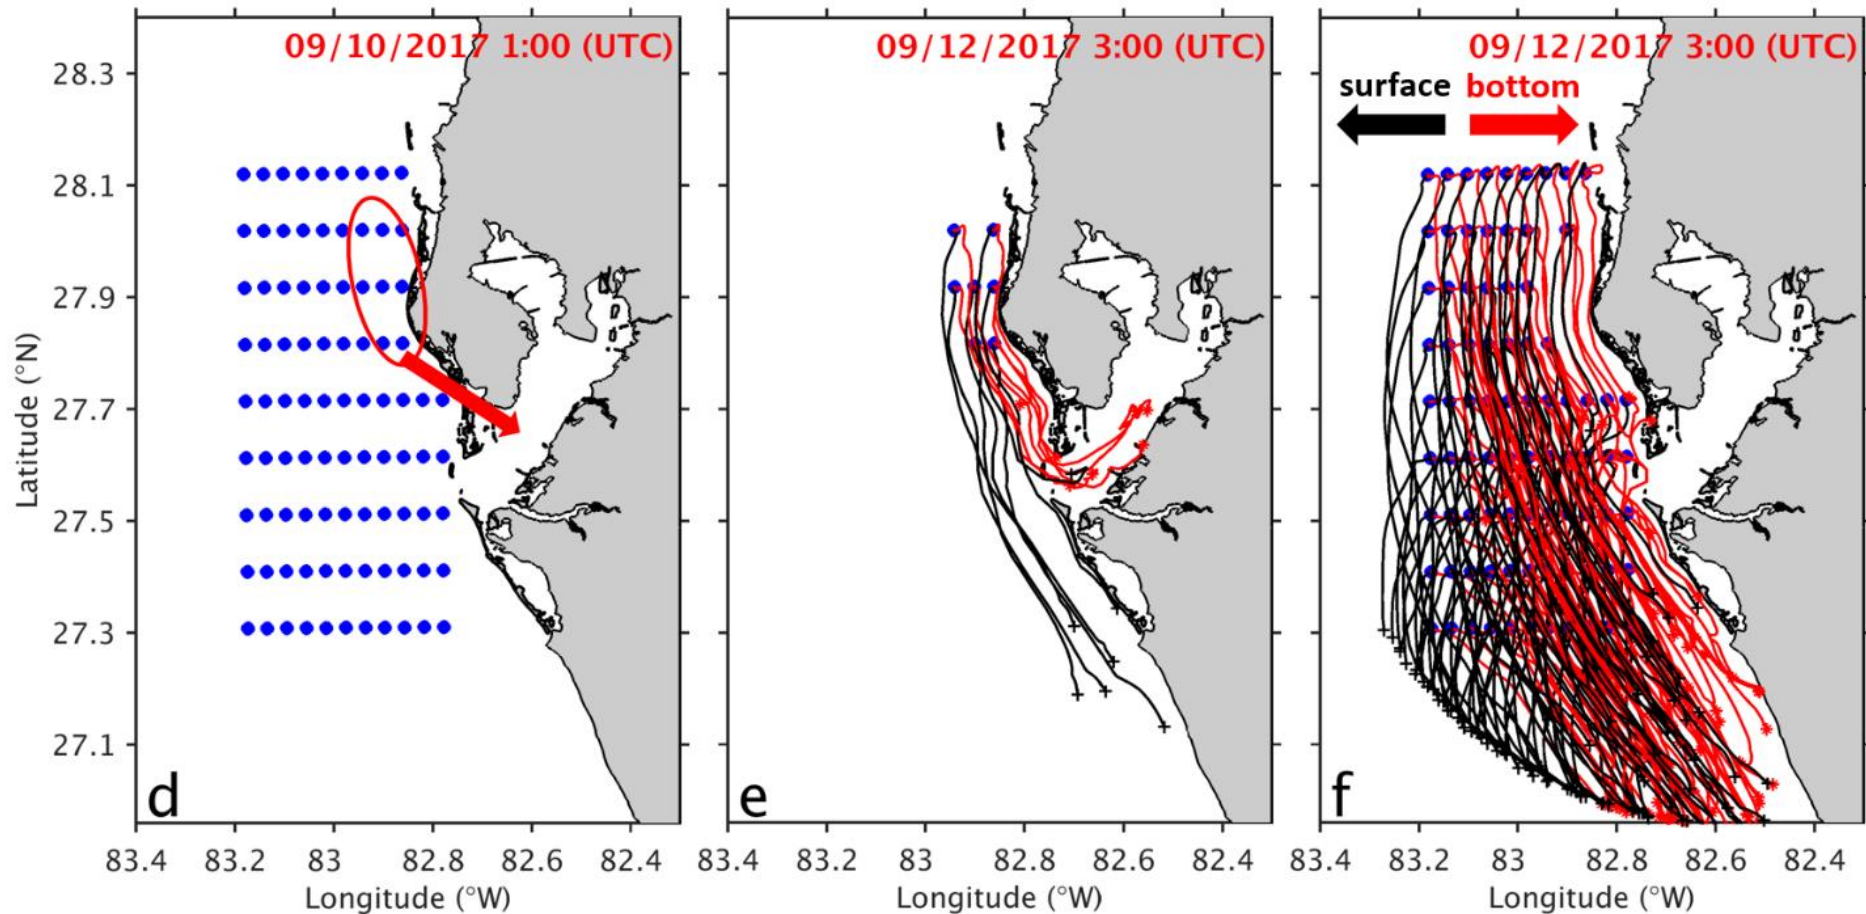 09/10/2017 1:00 (UTC)
09/12/2017 3:00 (UTC)
09/12/2017 3:00 (UTC)
surface bottom
28.3
28.1
27.9
27.7
27.5
27.3
27.1
Latitude (°N)
d
e
f
83.4 83.2 83 82.8 82.6 82.4
83.4 83.2 83 82.8 82.6 82.4
83.4 83.2 83 82.8 82.6 82.4
Longitude (°W)
Longitude (°W)
Longitude (°W)